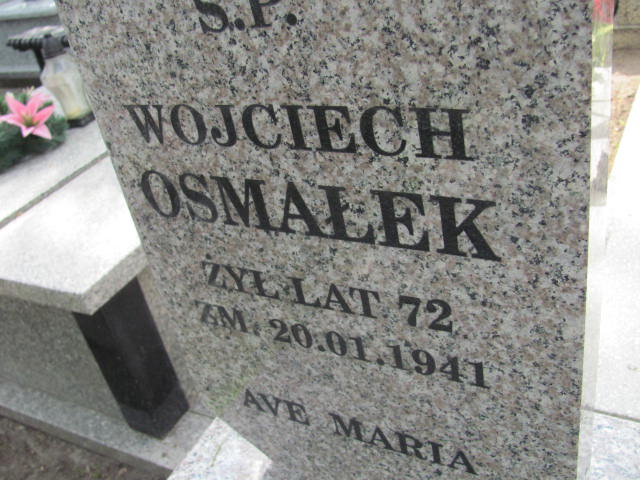 Ś.P.
WOJCIECH
OSMAŁEK
ŻYŁ LAT 72
ZM. 20.01.1941
AVE MARIA